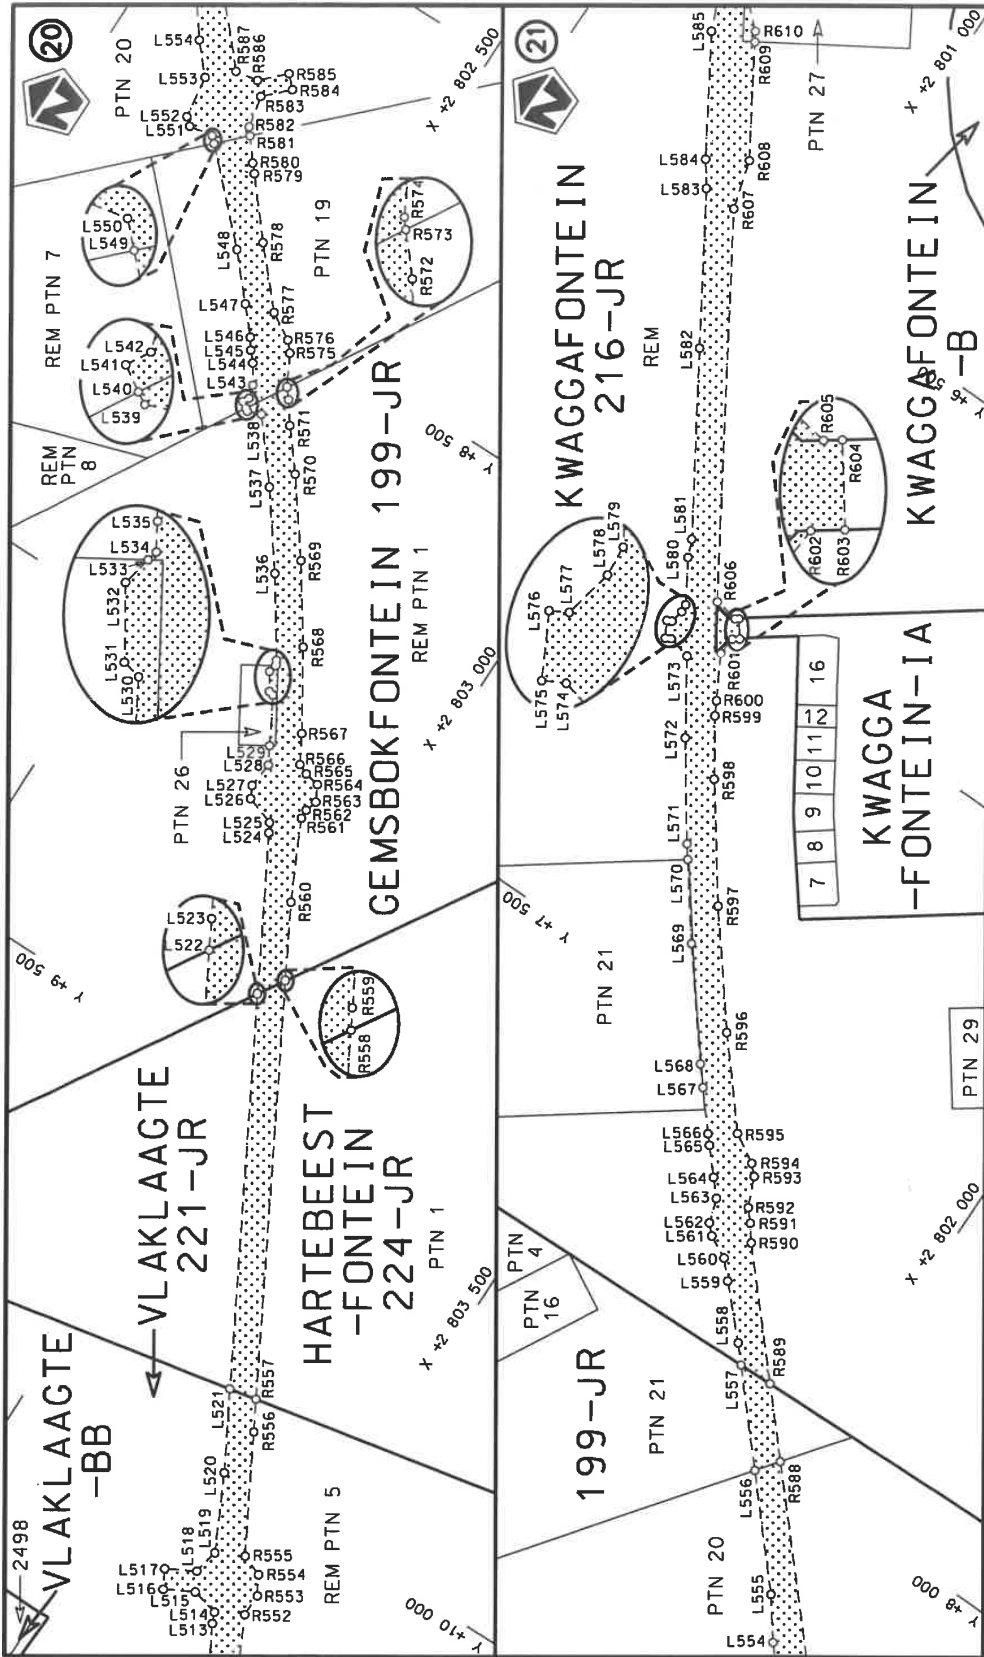 20
VLAKLAAGTE
-BB
2498
VLAKLAAGTE
221-JR
HARTEBEEST
-FONTEIN
224-JR
PTN 1
REM PTN 5
GEMSBOKFONTEIN 199-JR
REM PTN 1
PTN 26
REM
PTN
8
REM PTN 7
PTN 19
PTN 20
Y +10 000
Y +9 500
Y +8 500
X +2 803 500
X +2 803 000
X +2 802 500
L513
L514
L515
L516
L517
L518
L519
L520
L521
L522
L523
L524
L525
L526
L527
L528
L529
L530
L531
L532
L533
L534
L535
L536
L537
L538
L539
L540
L541
L542
L543
L544
L545
L546
L547
L548
L549
L550
L551
L552
L553
L554
R552
R553
R554
R555
R556
R557
R558
R559
R560
R561
R562
R563
R564
R565
R566
R567
R568
R569
R570
R571
R572
R573
R574
R575
R576
R577
R578
R579
R580
R581
R582
R583
R584
R585
R586
R587
21
199-JR
PTN 20
PTN 21
PTN
16
PTN
4
PTN 21
PTN 29
KWAGGAFONTEIN
216-JR
REM
KWAGGA
-FONTEIN-IA
7
8
9
10
11
12
16
KWAGGAFONTEIN
-B
PTN 27
Y +8 000
Y +7 500
X +2 802 000
X +2 801 000
L554
L555
L556
L557
L558
L559
L560
L561
L562
L563
L564
L565
L566
L567
L568
L569
L570
L571
L572
L573
L574
L575
L576
L577
L578
L579
L580
L581
L582
L583
L584
L585
R588
R589
R590
R591
R592
R593
R594
R595
R596
R597
R598
R599
R600
R601
R602
R603
R604
R605
R606
R607
R608
R609
R610